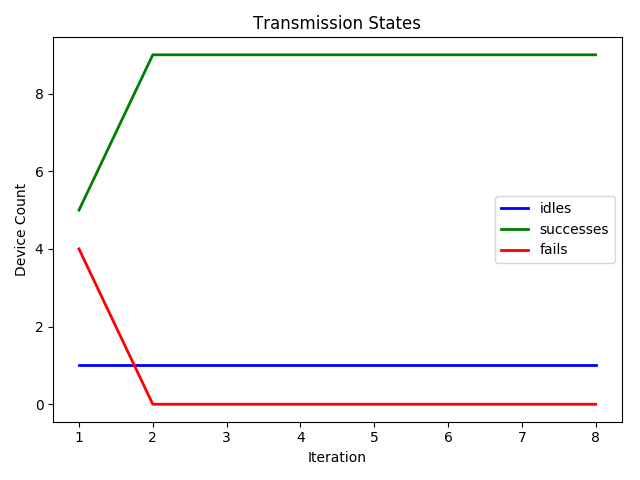 Transmission States
Device Count
8
6
4
2
0
idles
successes
fails
1 2 3 4 5 6 7 8
Iteration